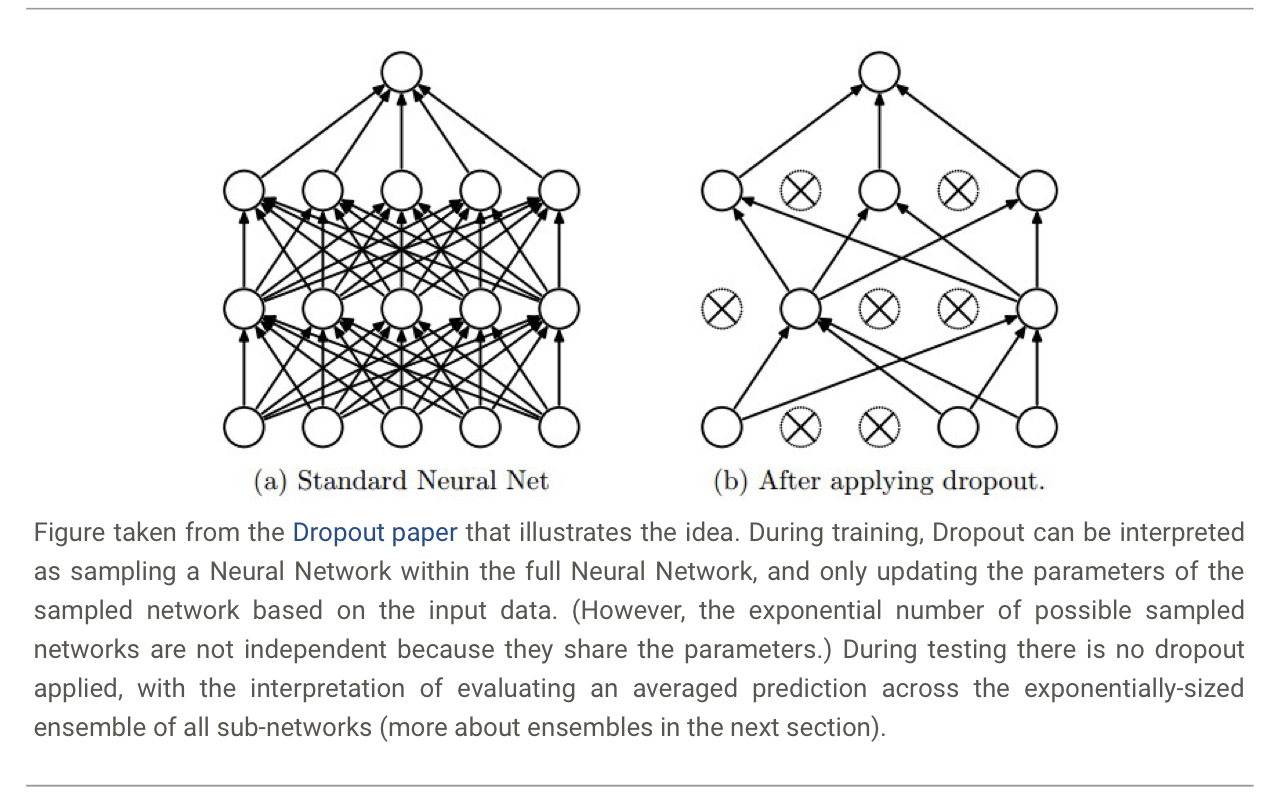 (a) Standard Neural Net
(b) After applying dropout.
Figure taken from the Dropout paper that illustrates the idea. During training, Dropout can be interpreted
as sampling a Neural Network within the full Neural Network, and only updating the parameters of the
sampled network based on the input data. (However, the exponential number of possible sampled
networks are not independent because they share the parameters.) During testing there is no dropout
applied, with the interpretation of evaluating an averaged prediction across the exponentially-sized
ensemble of all sub-networks (more about ensembles in the next section).